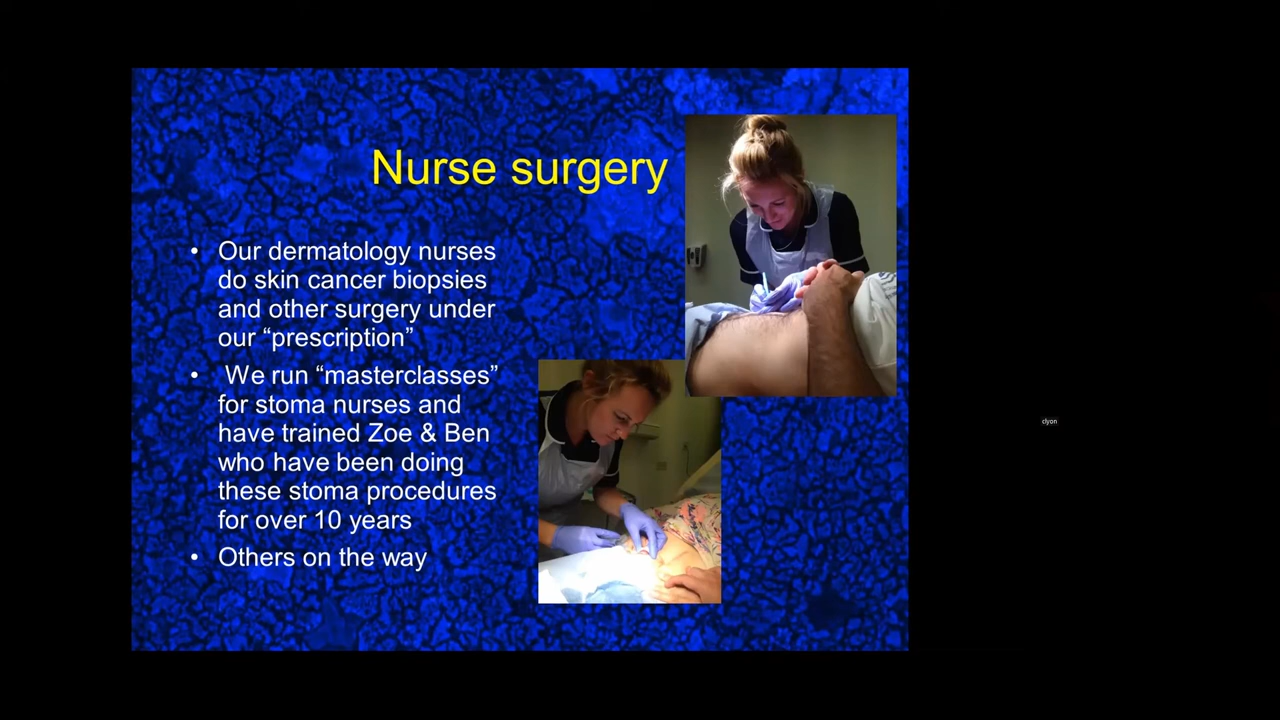 Nurse surgery
• Our dermatology nurses
do skin cancer biopsies
and other surgery under
our “prescription”
• We run “masterclasses”
for stoma nurses and
have trained Zoe & Ben
who have been doing
these stoma procedures
for over 10 years
• Others on the way
clyon